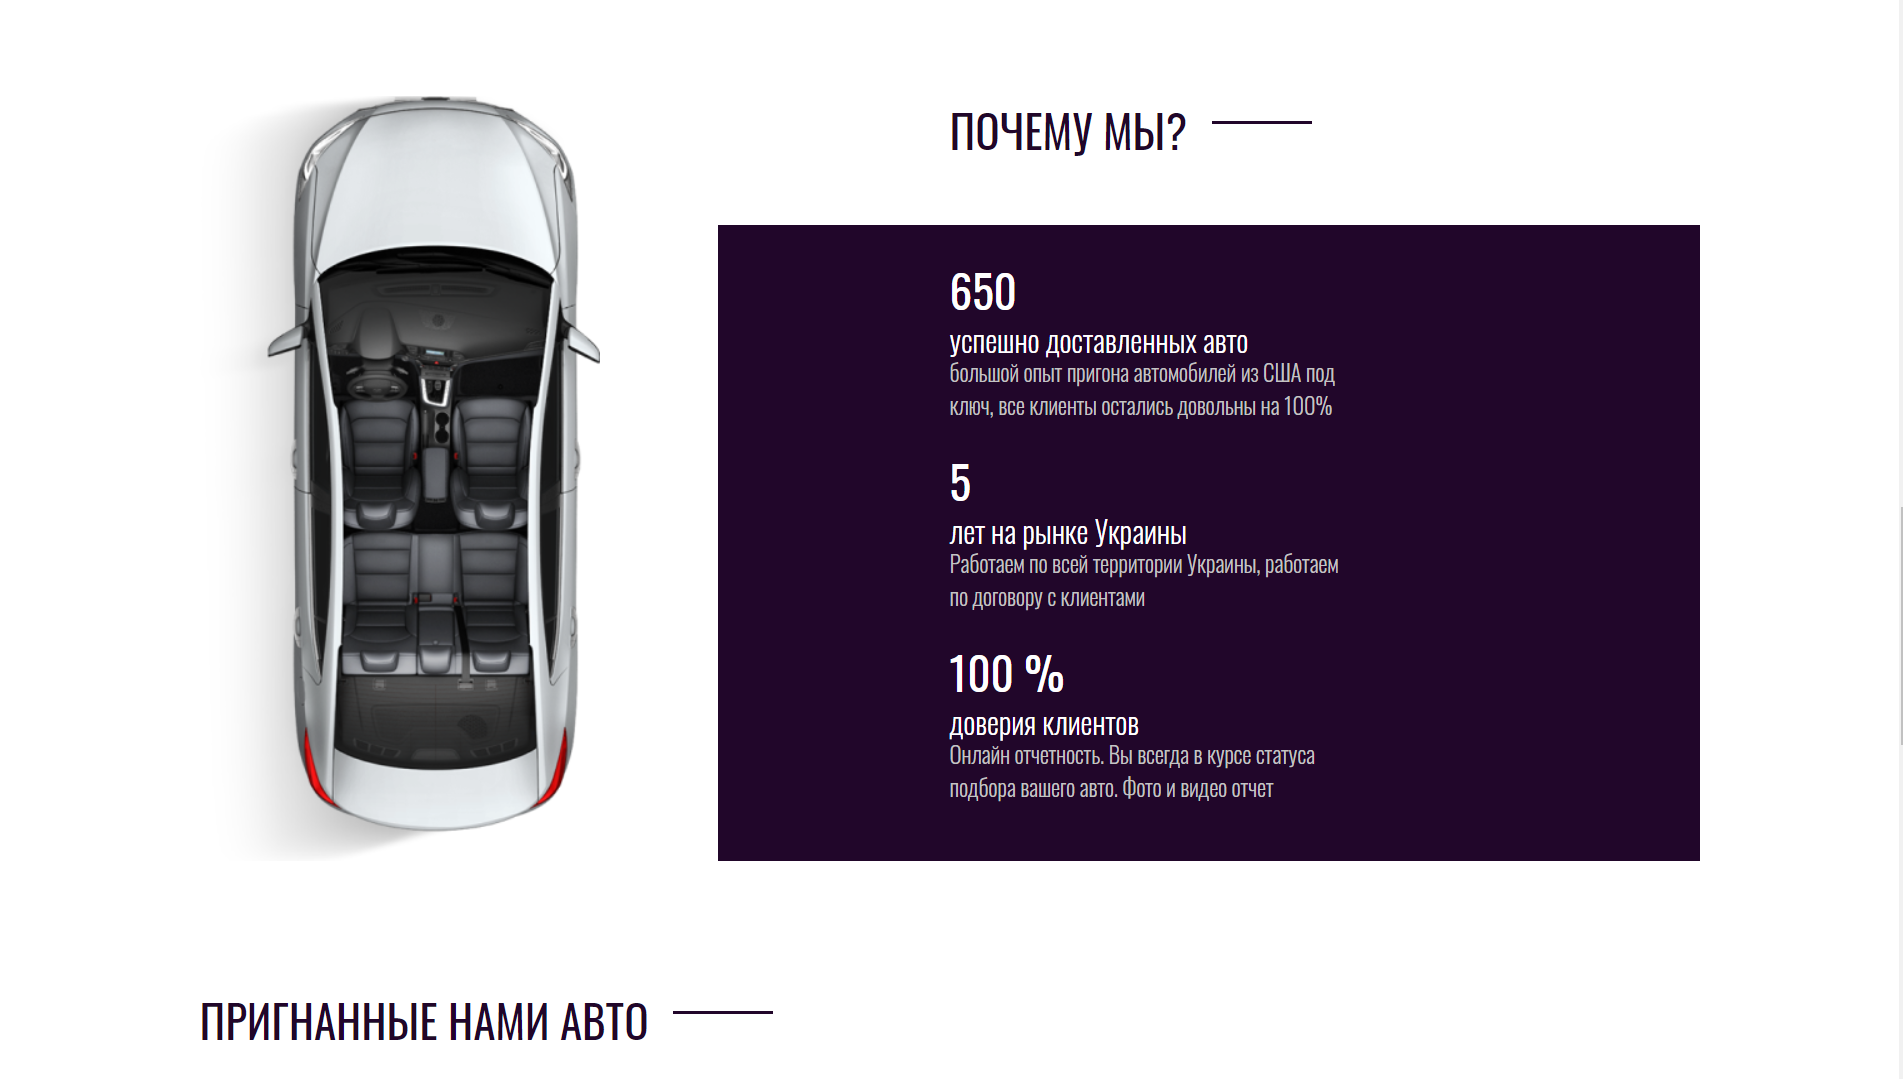 ПОЧЕМУ МЫ?
650
успешно доставленных авто
большой опыт пригона автомобилей из США под
ключ, все клиенты остались довольны на 100%
5
лет на рынке Украины
Работаем по всей территории Украины, работаем
по договору с клиентами
100 %
доверия клиентов
Онлайн отчетность. Вы всегда в курсе статуса
подбора вашего авто. Фото и видео отчет
ПРИГНАННЫЕ НАМИ АВТО